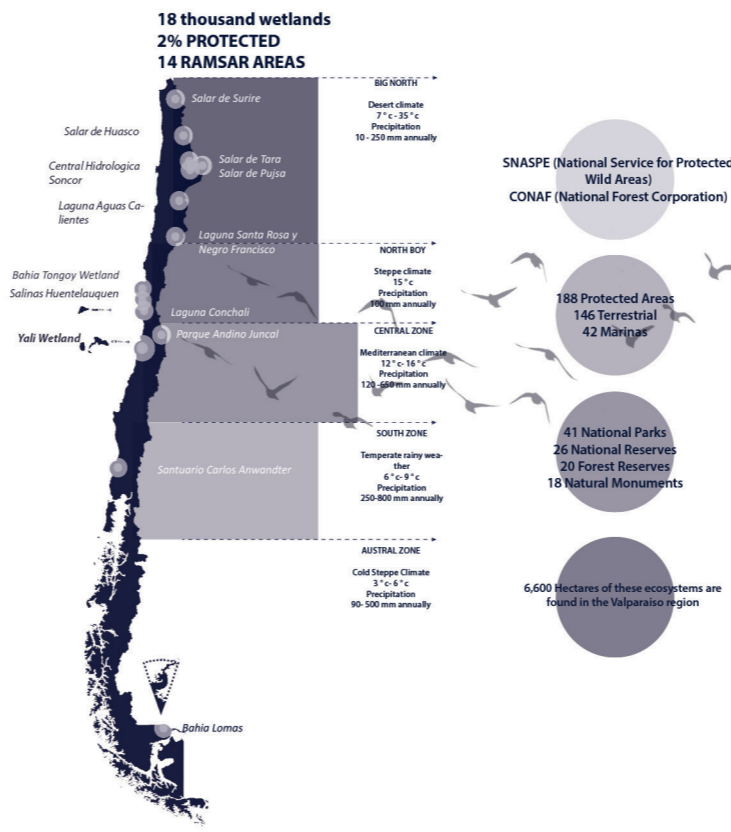 18 thousand wetlands
2% PROTECTED
14 RAMSAR AREAS
Salar de Surire
Salar de Huasco
Central Hidrologica
Soncor
Salar de Tara
Salar de Pujsa
Laguna Aguas Ca-
lientes
Laguna Santa Rosa y
Negro Francisco
Bahia Tongoy Wetland
Salinas Huentelauquen
Laguna Conchali
Yali Wetland
Parque Andino Juncal
Santuario Carlos Anwandter
Bahia Lomas
BIG NORTH
Desert climate
7 ° c - 35 ° c
Precipitation
10 - 250 mm annually
NORTH BOY
Steppe climate
15 ° c
Precipitation
100 mm annually
CENTRAL ZONE
Mediterranean climate
12 ° c- 16 ° c
Precipitation
120 -650 mm annually
SOUTH ZONE
Temperate rainy wea-
ther
6 ° c- 9 ° c
Precipitation
250-800 mm annually
AUSTRAL ZONE
Cold Steppe Climate
3 ° c- 6 ° c
Precipitation
90- 500 mm annually
SNASPE (National Service for Protected
Wild Areas)
CONAF (National Forest Corporation)
188 Protected Areas
146 Terrestrial
42 Marinas
41 National Parks
26 National Reserves
20 Forest Reserves
18 Natural Monuments
6,600 Hectares of these ecosystems are
found in the Valparaiso region